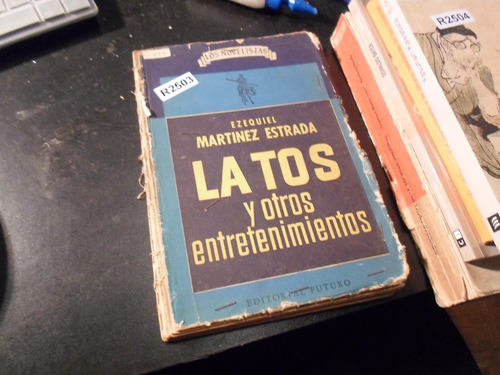 LOS NOVELISTAS
R2503
EZEQUIEL
MARTINEZ ESTRADA
LA TOS
y otros
entretenimientos
EDITORIAL FUTURO
R2504